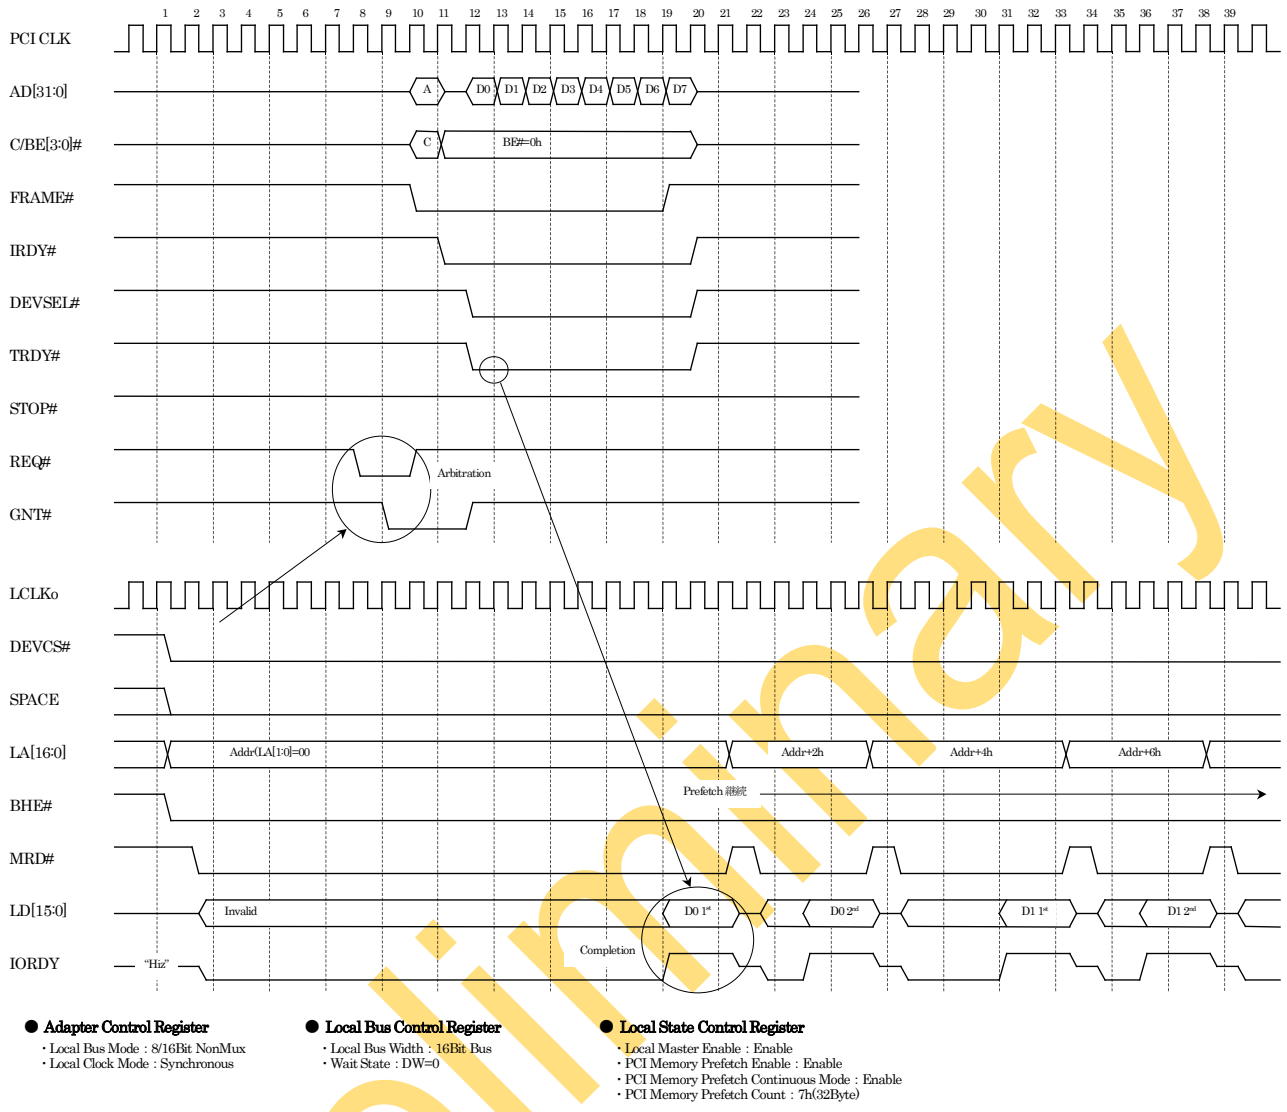 1 2 3 4 5 6 7 8 9 10 11 12 13 14 15 16 17 18 19 20 21 22 23 24 25 26 27 28 29 30 31 32 33 34 35 36 37 38 39
PCI CLK
AD[31:0] A D0 D1 D2 D3 D4 D5 D6 D7
C/BE[3:0]# C BE#=0h
FRAME#
IRDY#
DEVSEL#
TRDY#
STOP#
REQ#
Arbitration
GNT#
LCLKo
DEVCS#
SPACE
LA[16:0] Addr(LA[1:0]=00 Addr+2h Addr+4h Addr+6h
Prefetch 継続
BHE#
MRD#
LD[15:0] Invalid D0 1st D0 2nd D1 1st D1 2nd
Completion
IORDY "Hiz"
● Adapter Control Register
・Local Bus Mode : 8/16Bit NonMux
・Local Clock Mode : Synchronous
● Local Bus Control Register
・Local Bus Width : 16Bit Bus
・Wait State : DW=0
● Local State Control Register
・Local Master Enable : Enable
・PCI Memory Prefetch Enable : Enable
・PCI Memory Prefetch Continuous Mode : Enable
・PCI Memory Prefetch Count : 7h(32Byte)
Preliminary